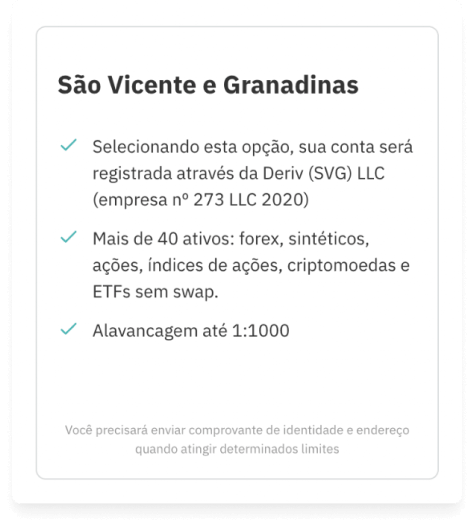 São Vicente e Granadinas
Selecionando esta opção, sua conta será
registrada através da Deriv (SVG) LLC
(empresa nº 273 LLC 2020)
Mais de 40 ativos: forex, sintéticos,
ações, índices de ações, criptomoedas e
ETFs sem swap.
Alavancagem até 1:1000
Você precisará enviar comprovante de identidade e endereço
quando atingir determinados limites